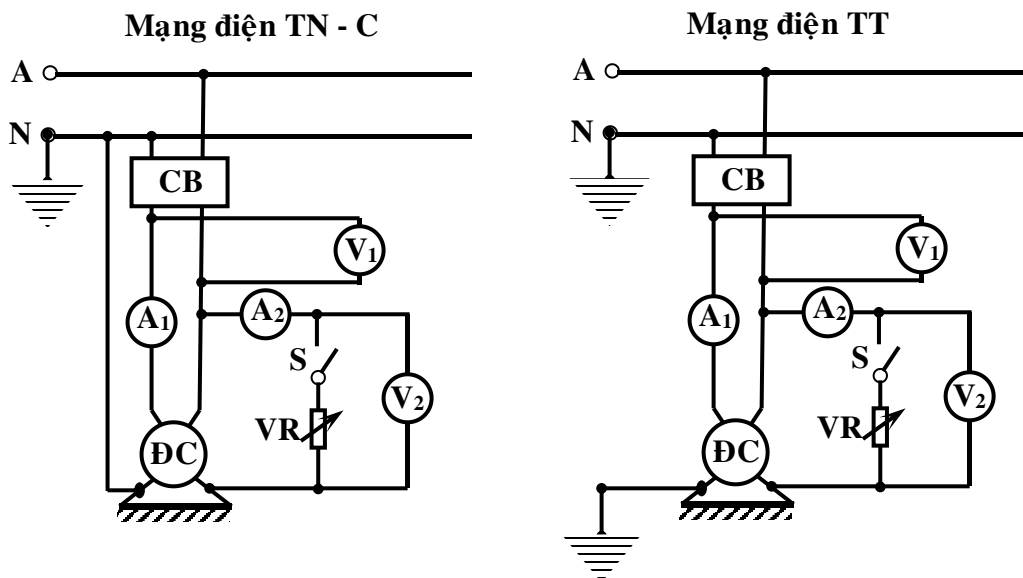 Mạng điện TN - C
A
N
CB
V1
A1
A2
S
V2
VR
ĐC
Mạng điện TT
A
N
CB
V1
A1
A2
S
V2
VR
ĐC